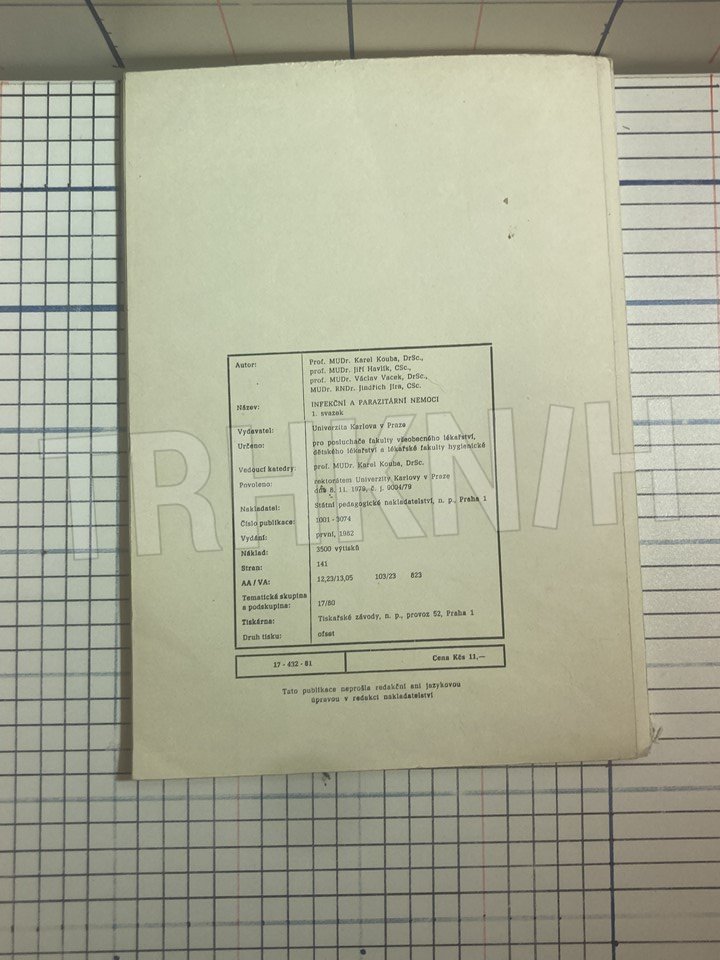 Autor: Prof. MUDr. Karel Kouba, DrSc.,
prof. MUDr. Jiří Havlík, CSc.,
prof. MUDr. Václav Vacek, DrSc.,
MUDr. RNDr. Jindřich Jíra, CSc.
Název: INFEKČNÍ A PARAZITÁRNÍ NEMOCI
1. svazek
Vydavatel: Univerzita Karlova v Praze
Určeno: pro posluchače fakulty všeobecného lékařství,
dětského lékařství a lékařské fakulty hygienické
Vedoucí katedry: prof. MUDr. Karel Kouba, DrSc.
Povoleno: rektorátem Univerzity Karlovy v Praze
dne 8. 11. 1979, č. j. 9004/79
Nakladatel: Státní pedagogické nakladatelství, n. p., Praha 1
Číslo publikace: 1001 - 3074
Vydání: první, 1982
Náklad: 3500 výtisků
Stran: 141
AA / VA: 12,23/13,05 103/23 823
Tematická skupina
a podskupina: 17/80
Tiskárna: Tiskařské závody, n. p., provoz 52, Praha 1
Druh tisku: ofset
17 - 432 - 81 Cena Kčs 11,—
Tato publikace neprošla redakční ani jazykovou
úpravou v redakci nakladatelství
TRHKNIH